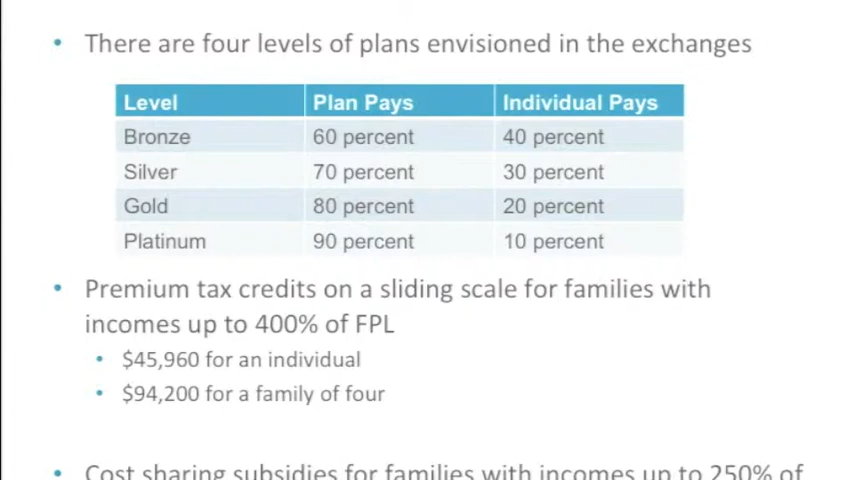 • There are four levels of plans envisioned in the exchanges
Level Plan Pays Individual Pays
Bronze 60 percent 40 percent
Silver 70 percent 30 percent
Gold 80 percent 20 percent
Platinum 90 percent 10 percent
• Premium tax credits on a sliding scale for families with
incomes up to 400% of FPL
• $45,960 for an individual
• $94,200 for a family of four
• Cost sharing subsidies for families with incomes up to 250% of